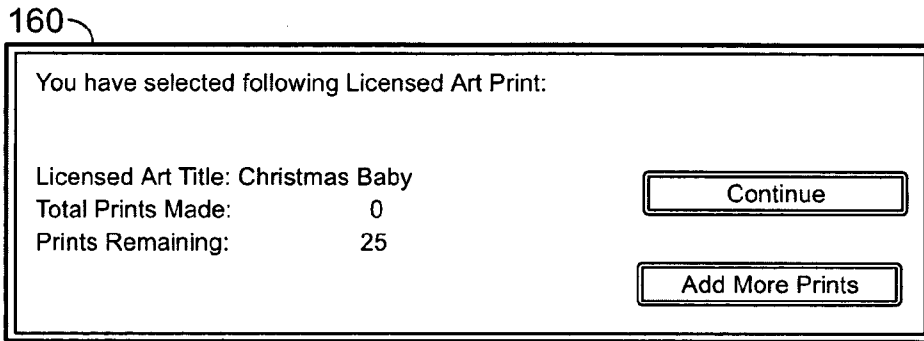 160
You have selected following Licensed Art Print:
Licensed Art Title: Christmas Baby
Total Prints Made: 0
Prints Remaining: 25
Continue
Add More Prints